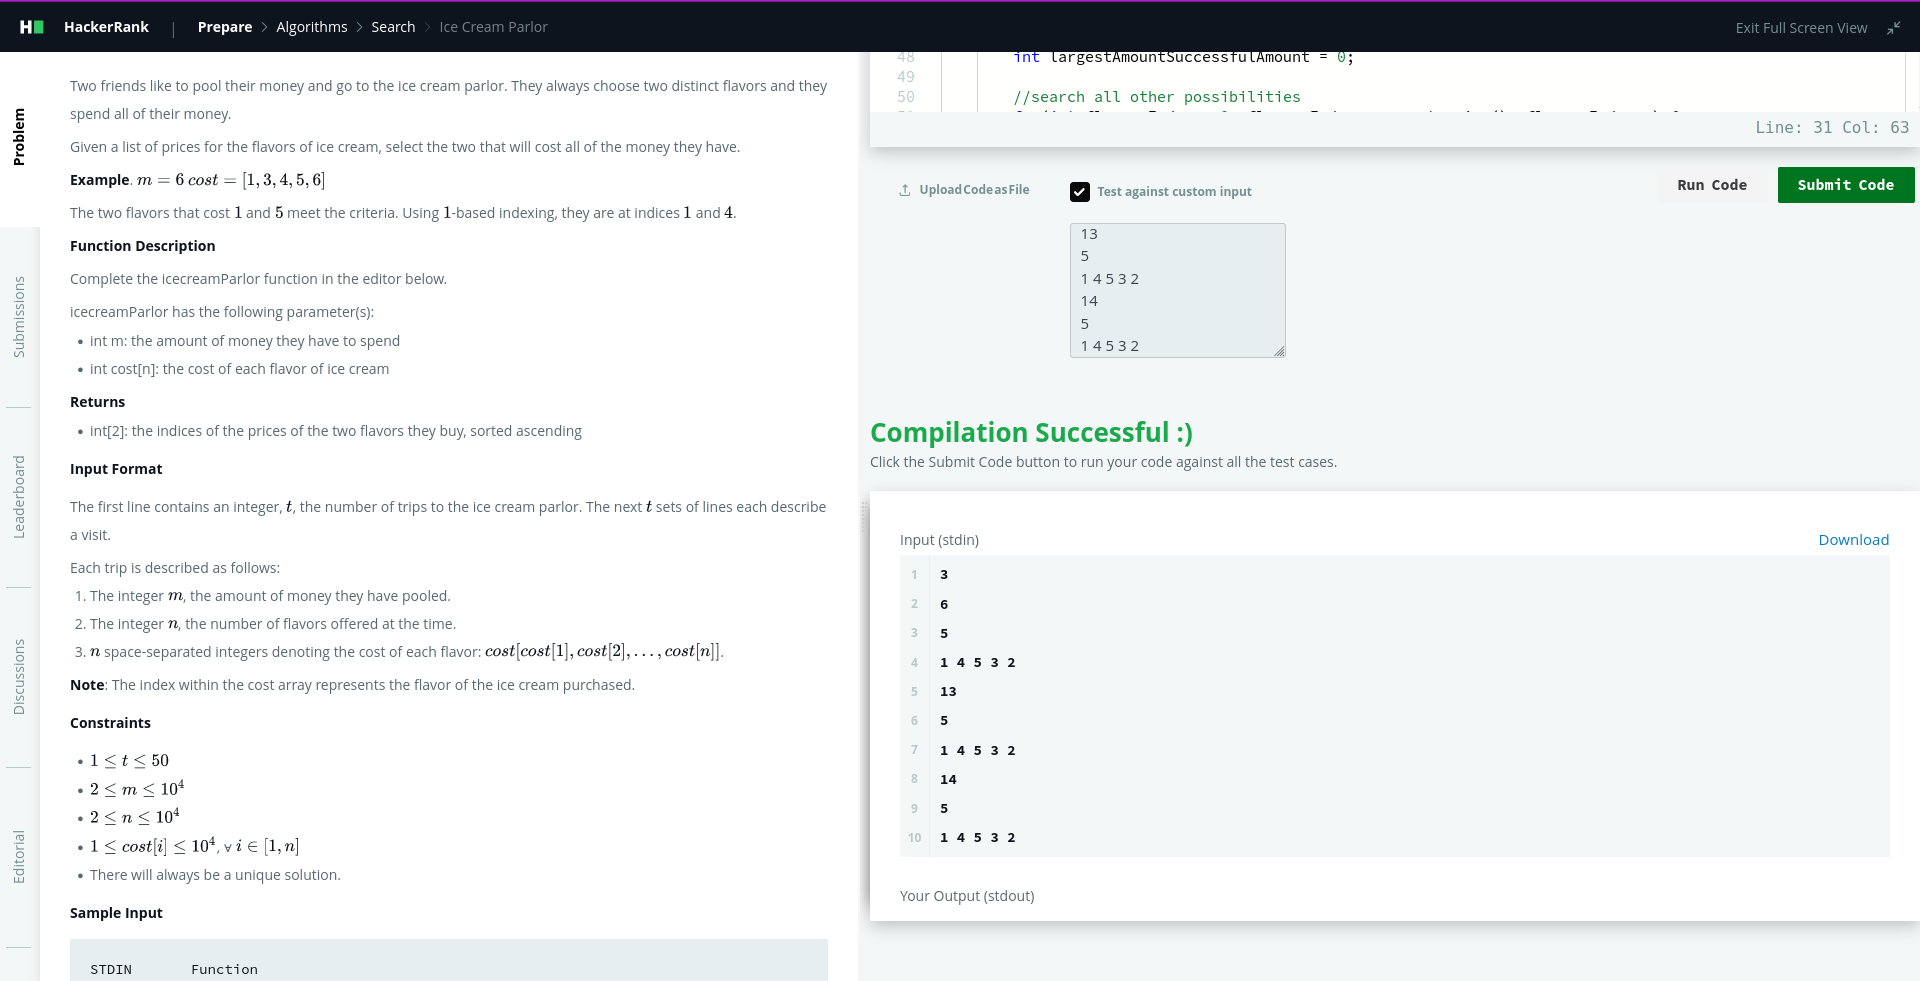 HackerRank | Prepare > Algorithms > Search > Ice Cream Parlor
Exit Full Screen View
Problem
Submissions
Leaderboard
Discussions
Editorial
Two friends like to pool their money and go to the ice cream parlor. They always choose two distinct flavors and they
spend all of their money.
Given a list of prices for the flavors of ice cream, select the two that will cost all of the money they have.
Example. m = 6 cost = [1, 3, 4, 5, 6]
The two flavors that cost 1 and 5 meet the criteria. Using 1-based indexing, they are at indices 1 and 4.
Function Description
Complete the icecreamParlor function in the editor below.
icecreamParlor has the following parameter(s):
• int m: the amount of money they have to spend
• int cost[n]: the cost of each flavor of ice cream
Returns
• int[2]: the indices of the prices of the two flavors they buy, sorted ascending
Input Format
The first line contains an integer, t, the number of trips to the ice cream parlor. The next t sets of lines each describe
a visit.
Each trip is described as follows:
1. The integer m, the amount of money they have pooled.
2. The integer n, the number of flavors offered at the time.
3. n space-separated integers denoting the cost of each flavor: cost[cost[1], cost[2], . . . , cost[n]].
Note: The index within the cost array represents the flavor of the ice cream purchased.
Constraints
• 1 ≤ t ≤ 50
• 2 ≤ m ≤ 10⁴
• 2 ≤ n ≤ 10⁴
• 1 ≤ cost[i] ≤ 10⁴, ∀ i ∈ [1, n]
• There will always be a unique solution.
Sample Input
STDIN Function
48 int largestAmountSuccessfulAmount = 0;
49
50 //search all other possibilities
Line: 31 Col: 63
Upload Code as File
Test against custom input
Run Code
Submit Code
13
5
1 4 5 3 2
14
5
1 4 5 3 2
Compilation Successful :)
Click the Submit Code button to run your code against all the test cases.
Input (stdin)
Download
1 3
2 6
3 5
4 1 4 5 3 2
5 13
6 5
7 1 4 5 3 2
8 14
9 5
10 1 4 5 3 2
Your Output (stdout)